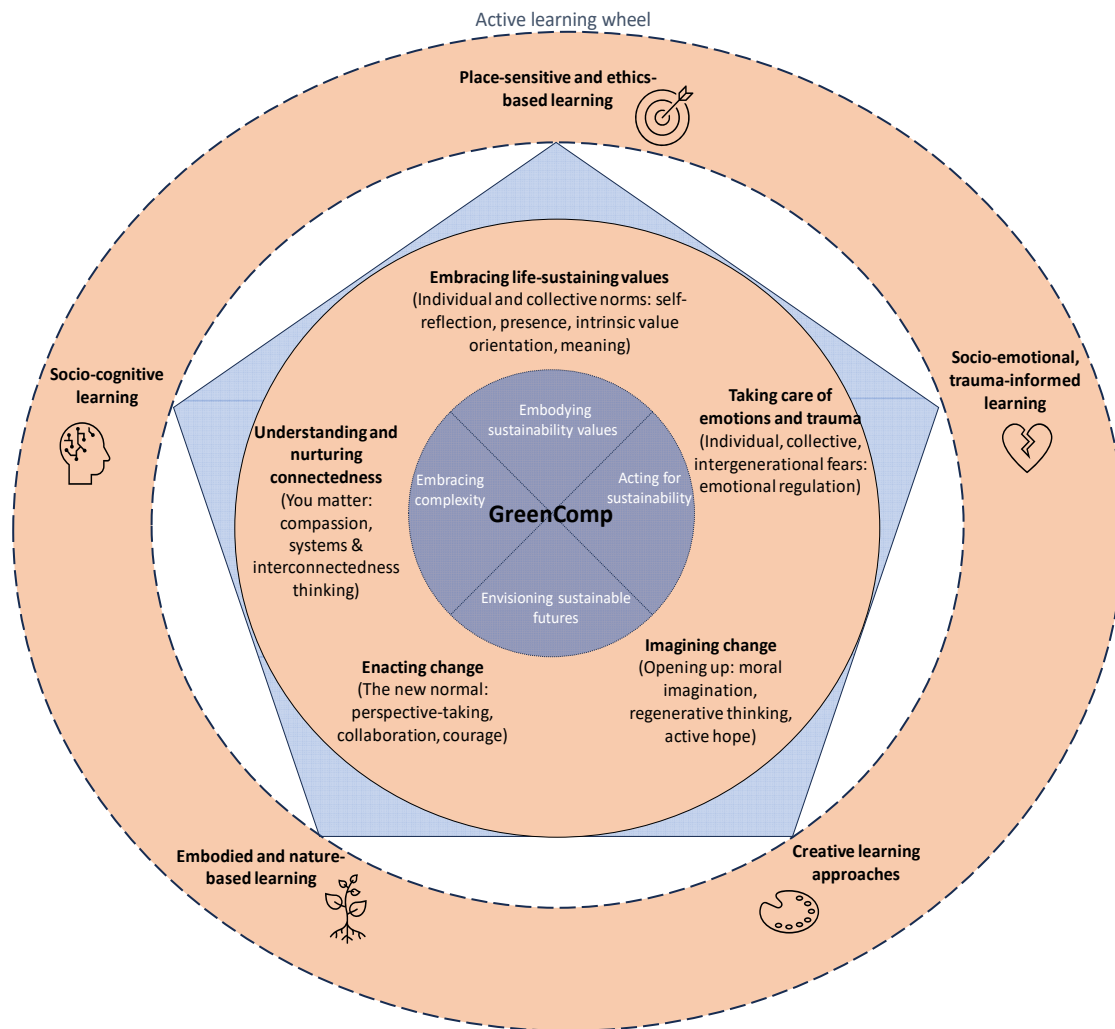 Active learning wheel
Place-sensitive and ethics-
based learning
Embracing life-sustaining values
(Individual and collective norms: self-
reflection, presence, intrinsic value
orientation, meaning)
Socio-cognitive
learning
Socio-emotional,
trauma-informed
learning
Taking care of
emotions and trauma
(Individual, collective,
intergenerational fears:
emotional regulation)
Understanding and
nurturing
connectedness
(You matter:
compassion,
systems &
interconnectedness
thinking)
Embodying
sustainability values
Embracing
complexity
Acting for
sustainability
GreenComp
Envisioning sustainable
futures
Enacting change
(The new normal:
perspective-taking,
collaboration, courage)
Imagining change
(Opening up: moral
imagination,
regenerative thinking,
active hope)
Embodied and nature-
based learning
Creative learning
approaches